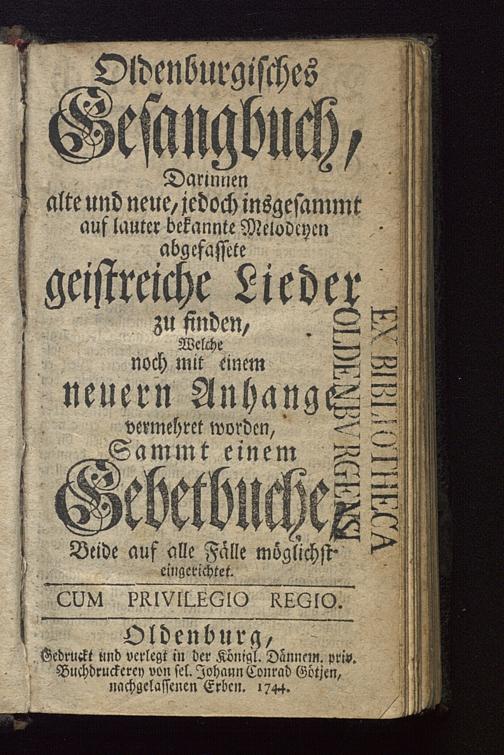 Oldenburgisches
Gesangbuch,
Darinnen
alte und neue, jedoch insgesammt
auf lauter bekannte Melodeyen
abgefassete
geistreiche Lieder
zu finden,
Welche
noch mit einem
neuern Anhange
vermehret worden,
Sammt einem
Gebetbuche,
Beide auf alle Fälle möglichst
eingerichtet.
CUM PRIVILEGIO REGIO.
Oldenburg,
Gedruckt und verlegt in der Königl. Dännem. priv.
Buchdruckerey von sel. Johann Conrad Götjen,
nachgelassenen Erben. 1744.
EX BIBLIOTHECA
OLDENBVRGENSI